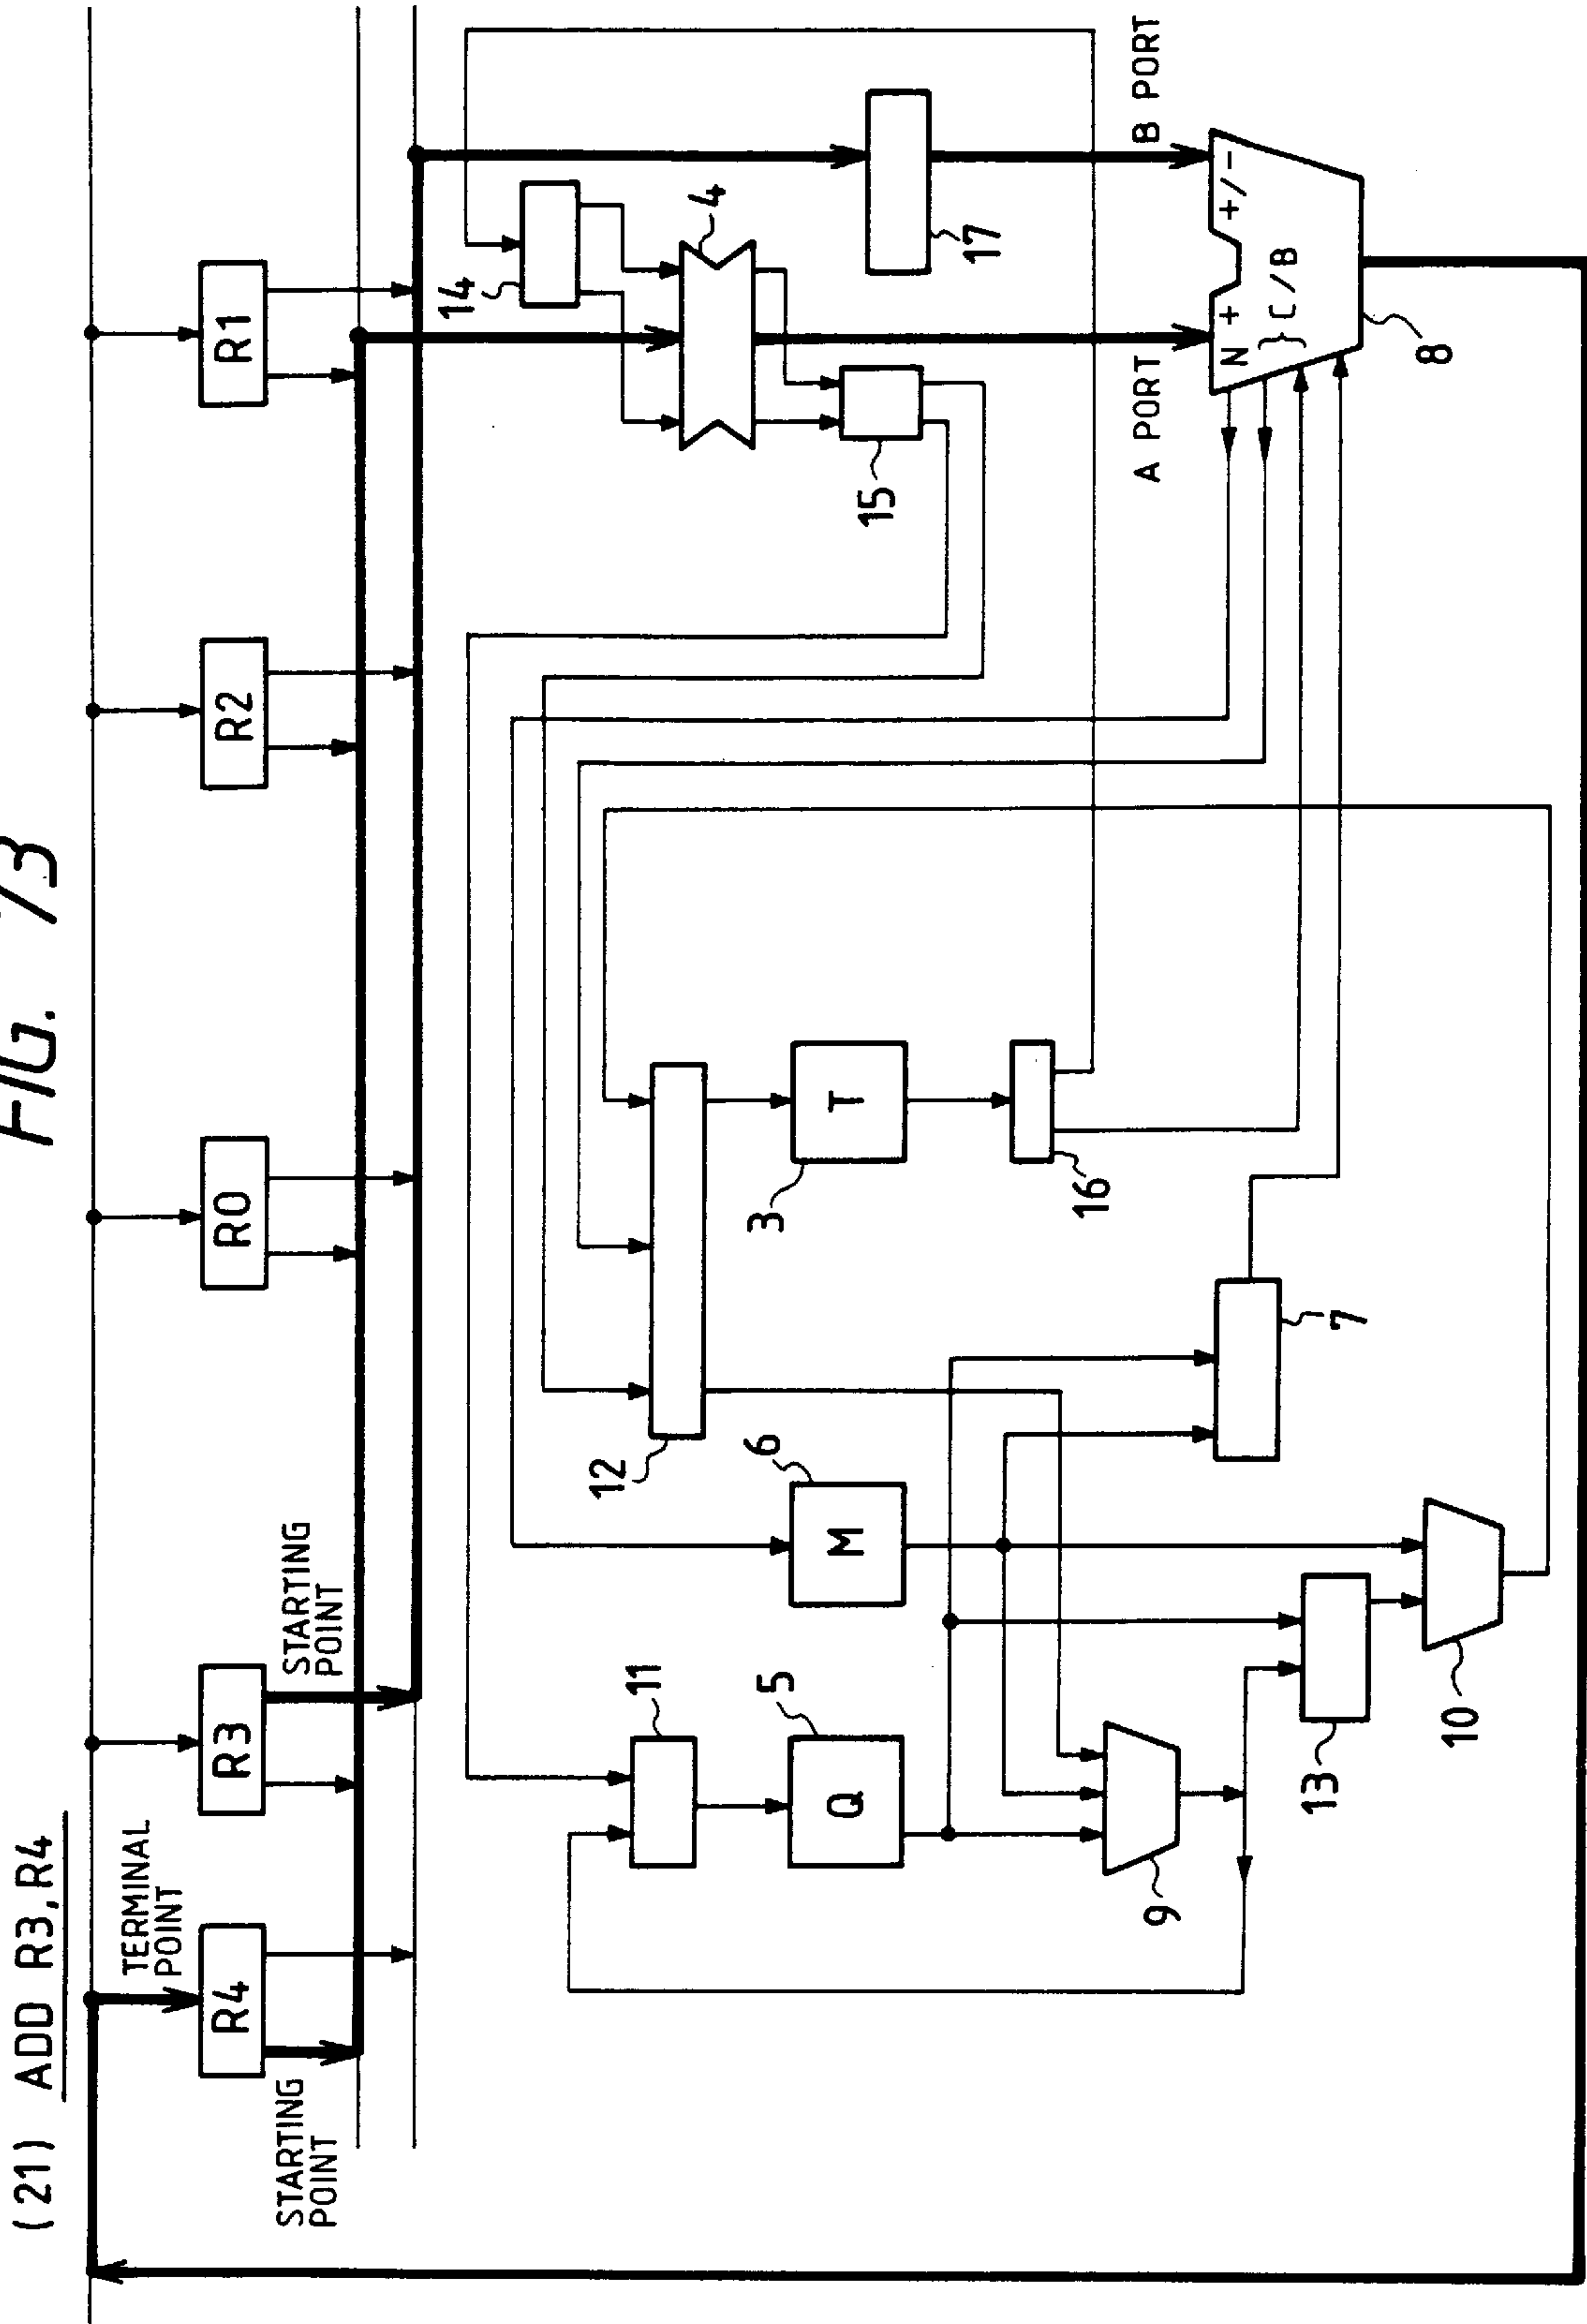 FIG. 73
(21) ADD R3,R4
TERMINAL
POINT
R4
R3
R0
R2
R1
STARTING
POINT
STARTING
POINT
14
4
11
12
15
17
5
6
3
Q
M
T
16
A PORT
B PORT
9
7
N + +/-
} C/B
13
10
8